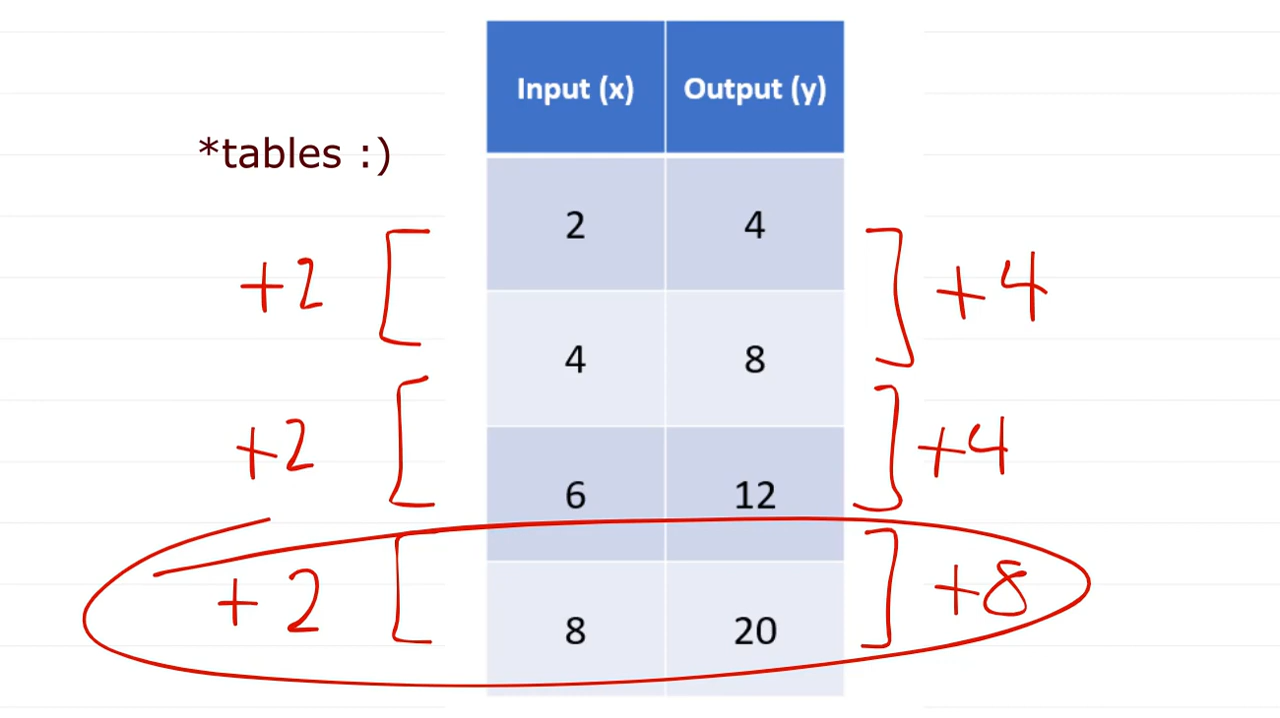 Input (x) Output (y)
*tables :)
2 4
+2 [ ] +4
4 8
+2 [ ] +4
6 12
+2 [ ] +8
8 20